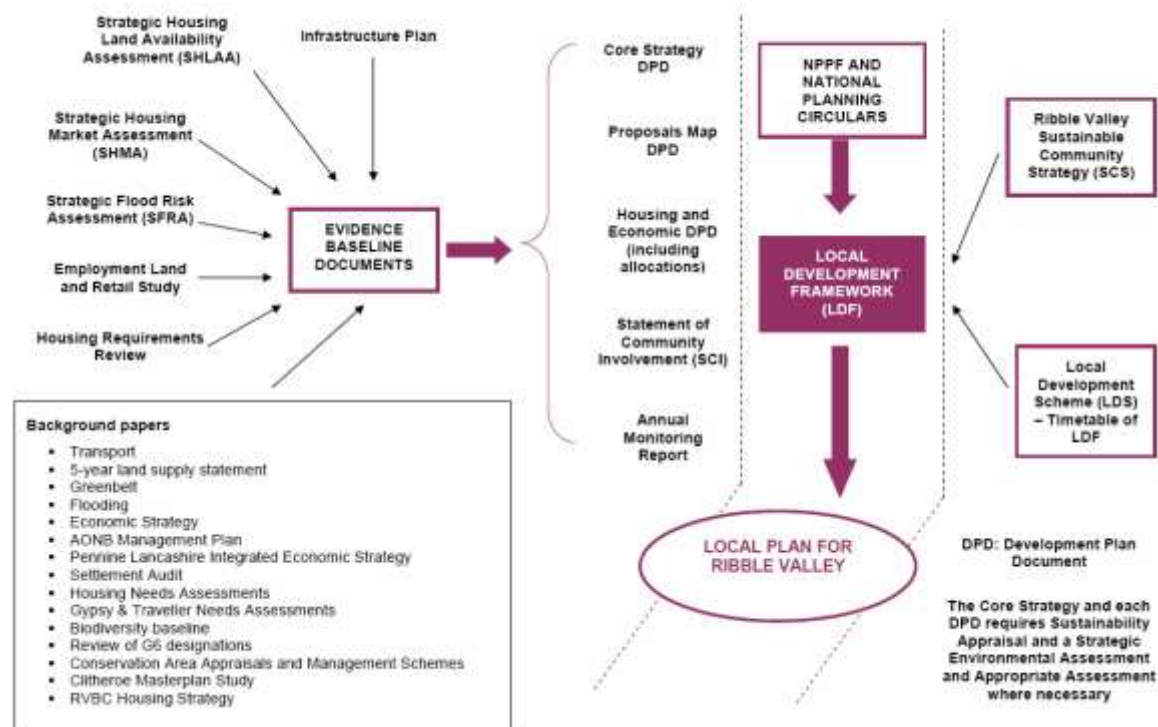 Strategic Housing
Land Availability
Assessment (SHLAA)
Infrastructure Plan
Strategic Housing
Market Assessment
(SHMA)
Strategic Flood Risk
Assessment (SFRA)
Employment Land
and Retail Study
Housing Requirements
Review
EVIDENCE
BASELINE
DOCUMENTS
Background papers
• Transport
• 5-year land supply statement
• Greenbelt
• Flooding
• Economic Strategy
• AONB Management Plan
• Pennine Lancashire Integrated Economic Strategy
• Settlement Audit
• Housing Needs Assessments
• Gypsy & Traveller Needs Assessments
• Biodiversity baseline
• Review of G6 designations
• Conservation Area Appraisals and Management Schemes
• Clitheroe Masterplan Study
• RVBC Housing Strategy
Core Strategy
DPD
Proposals Map
DPD
Housing and
Economic DPD
(including
allocations)
Statement of
Community
Involvement (SCI)
Annual
Monitoring
Report
NPPF AND
NATIONAL
PLANNING
CIRCULARS
LOCAL
DEVELOPMENT
FRAMEWORK
(LDF)
LOCAL PLAN FOR
RIBBLE VALLEY
Ribble Valley
Sustainable
Community
Strategy (SCS)
Local
Development
Scheme (LDS)
– Timetable of
LDF
DPD: Development Plan
Document
The Core Strategy and each
DPD requires Sustainability
Appraisal and a Strategic
Environmental Assessment
and Appropriate Assessment
where necessary